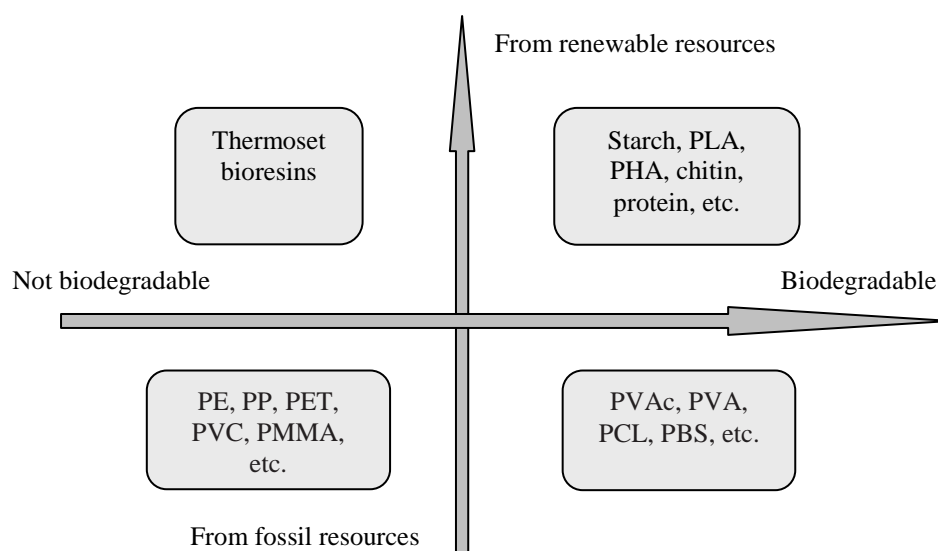 From renewable resources
Thermoset
bioresins
Starch, PLA,
PHA, chitin,
protein, etc.
Not biodegradable
Biodegradable
PE, PP, PET,
PVC, PMMA,
etc.
PVAc, PVA,
PCL, PBS, etc.
From fossil resources